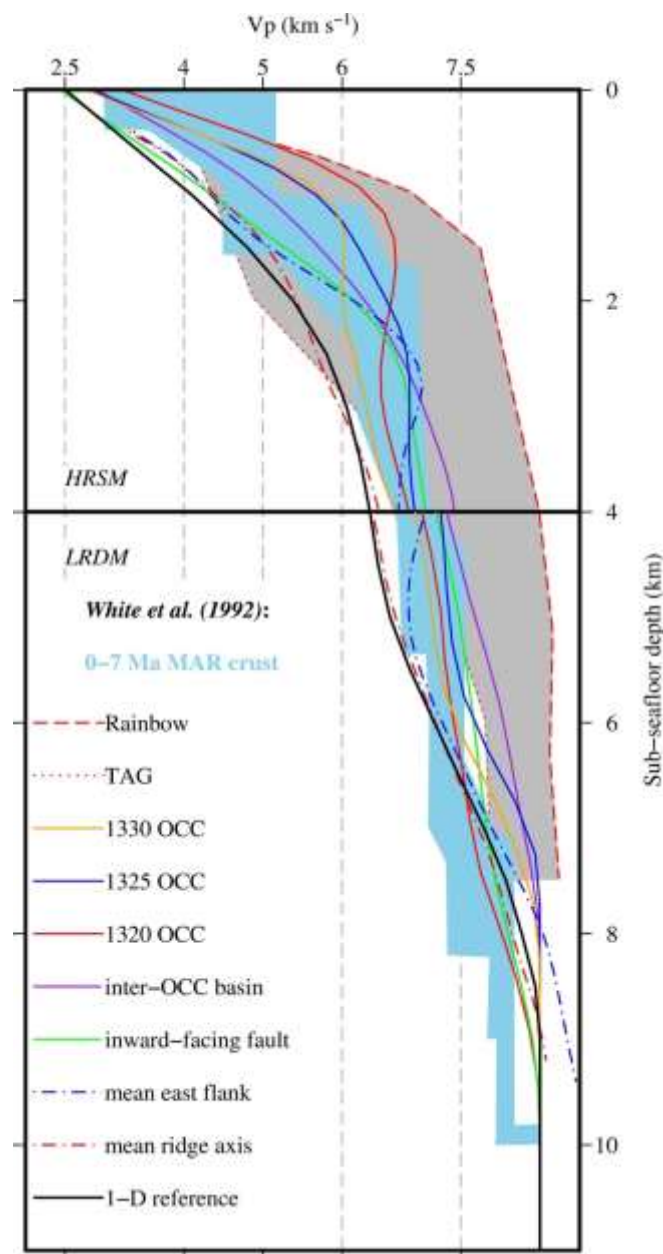 Vp (km s−1)
2.5 4 5 6 7.5
0
2
HRSM
4
LRDM
White et al. (1992):
0−7 Ma MAR crust
Sub−seafloor depth (km)
Rainbow
6
TAG
1330 OCC
1325 OCC
1320 OCC
8
inter−OCC basin
inward−facing fault
mean east flank
mean ridge axis
10
1−D reference